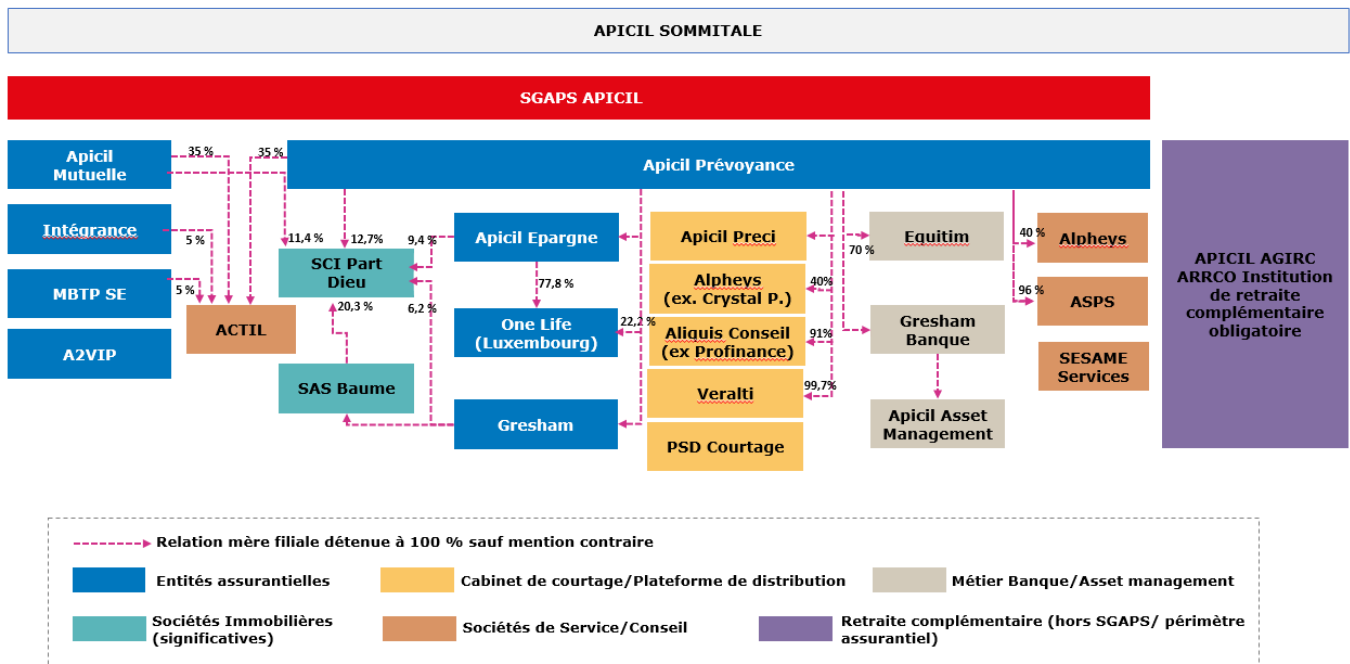 APICIL SOMMITALE
SGAPS APICIL
Apicil
Mutuelle
35 %
35 %
Apicil Prévoyance
Intégrance
5 %
MBTP SE
5 %
A2VIP
ACTIL
11,4 %
12,7%
9,4 %
SCI Part
Dieu
20,3 %
6,2 %
SAS Baume
Apicil Epargne
77,8 %
One Life
(Luxembourg)
22,2 %
Gresham
Apicil Preci
Alpheys
(ex. Crystal P.)
40%
Aliquis Conseil
(ex Profinance)
91%
Veralti
99,7%
PSD Courtage
70 %
Equitim
Gresham
Banque
Apicil Asset
Management
40 %
Alpheys
96 %
ASPS
SESAME
Services
APICIL AGIRC
ARRCO Institution
de retraite
complémentaire
obligatoire
Relation mère filiale détenue à 100 % sauf mention contraire
Entités assurantielles
Cabinet de courtage/Plateforme de distribution
Métier Banque/Asset management
Sociétés Immobilières
(significatives)
Sociétés de Service/Conseil
Retraite complémentaire (hors SGAPS/ périmètre
assurantiel)